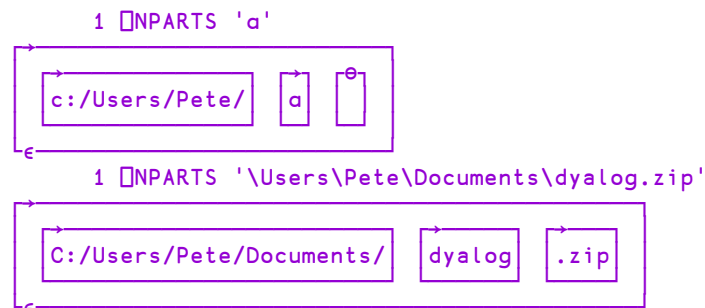 1 ⎕NPARTS 'a'
┌→────────────────────────────┐
│ ┌→──────────────┐ ┌→┐ ┌⊖┐ │
│ │c:/Users/Pete/│ │a│ │ │ │
│ └───────────────┘ └─┘ └─┘ │
└∊────────────────────────────┘
1 ⎕NPARTS '\Users\Pete\Documents\dyalog.zip'
┌→─────────────────────────────────────────────────┐
│ ┌→───────────────────────┐ ┌→─────┐ ┌→───┐ │
│ │C:/Users/Pete/Documents/│ │dyalog│ │.zip│ │
│ └────────────────────────┘ └──────┘ └────┘ │
└∊─────────────────────────────────────────────────┘